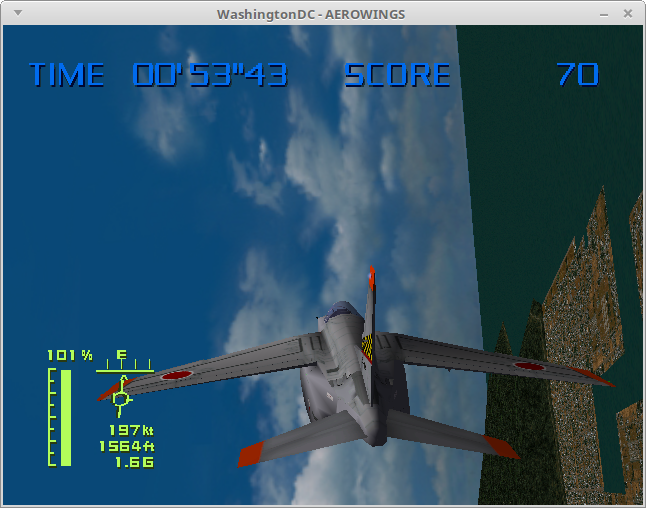 WashingtonDC - AEROWINGS
TIME 00'53"43 SCORE 70
101% E
197kt
1564ft
1.6G